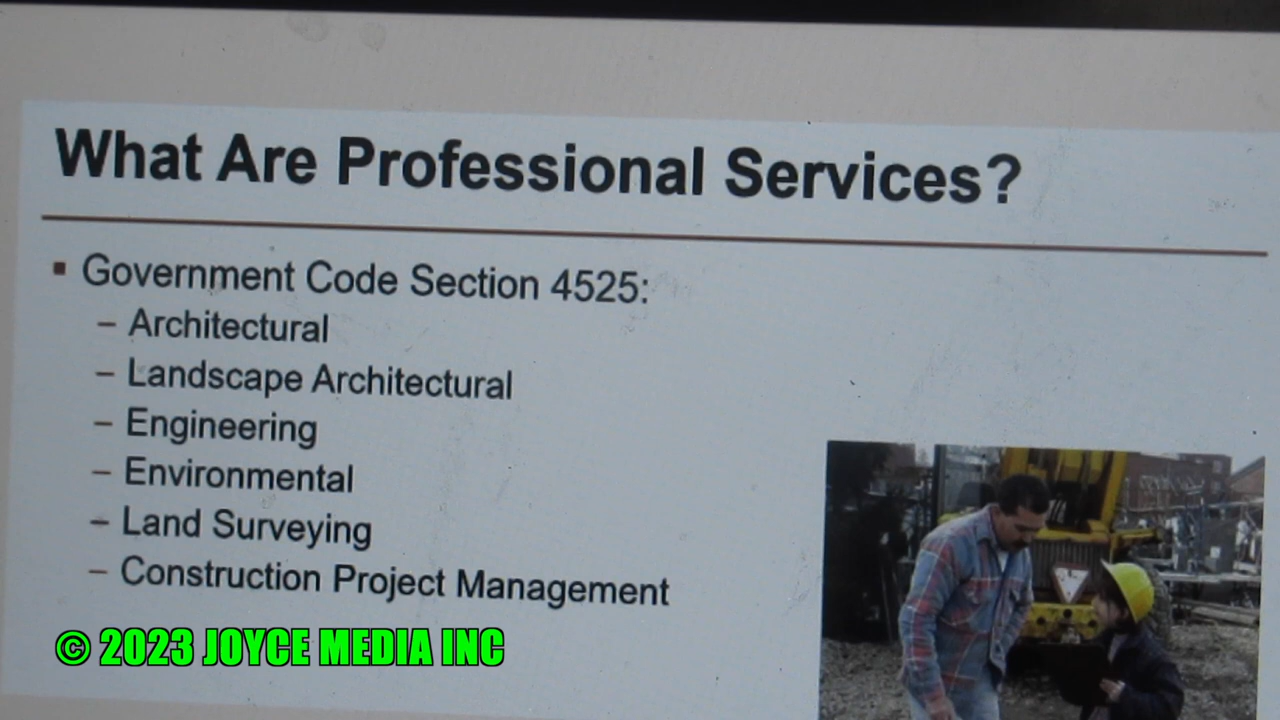 What Are Professional Services?
▪ Government Code Section 4525:
– Architectural
– Landscape Architectural
– Engineering
– Environmental
– Land Surveying
– Construction Project Management
© 2023 JOYCE MEDIA INC